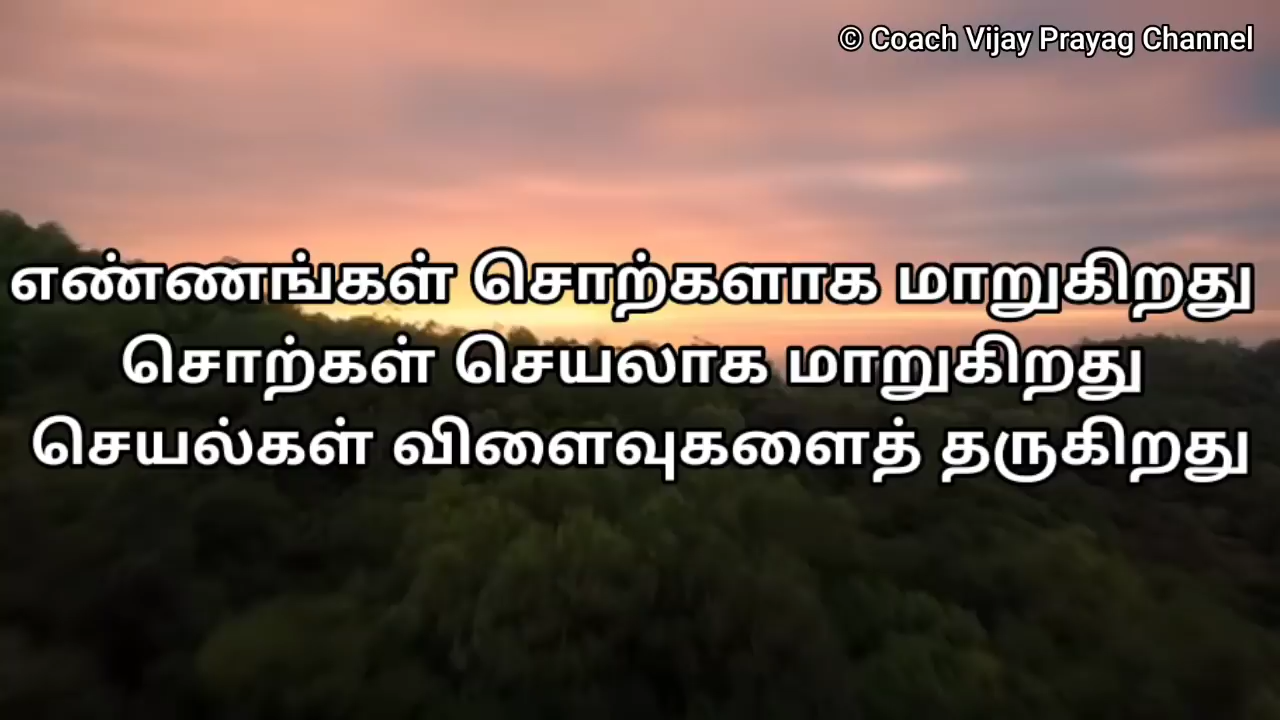 © Coach Vijay Prayag Channel
எண்ணங்கள் சொற்களாக மாறுகிறது
சொற்கள் செயலாக மாறுகிறது
செயல்கள் விளைவுகளைத் தருகிறது